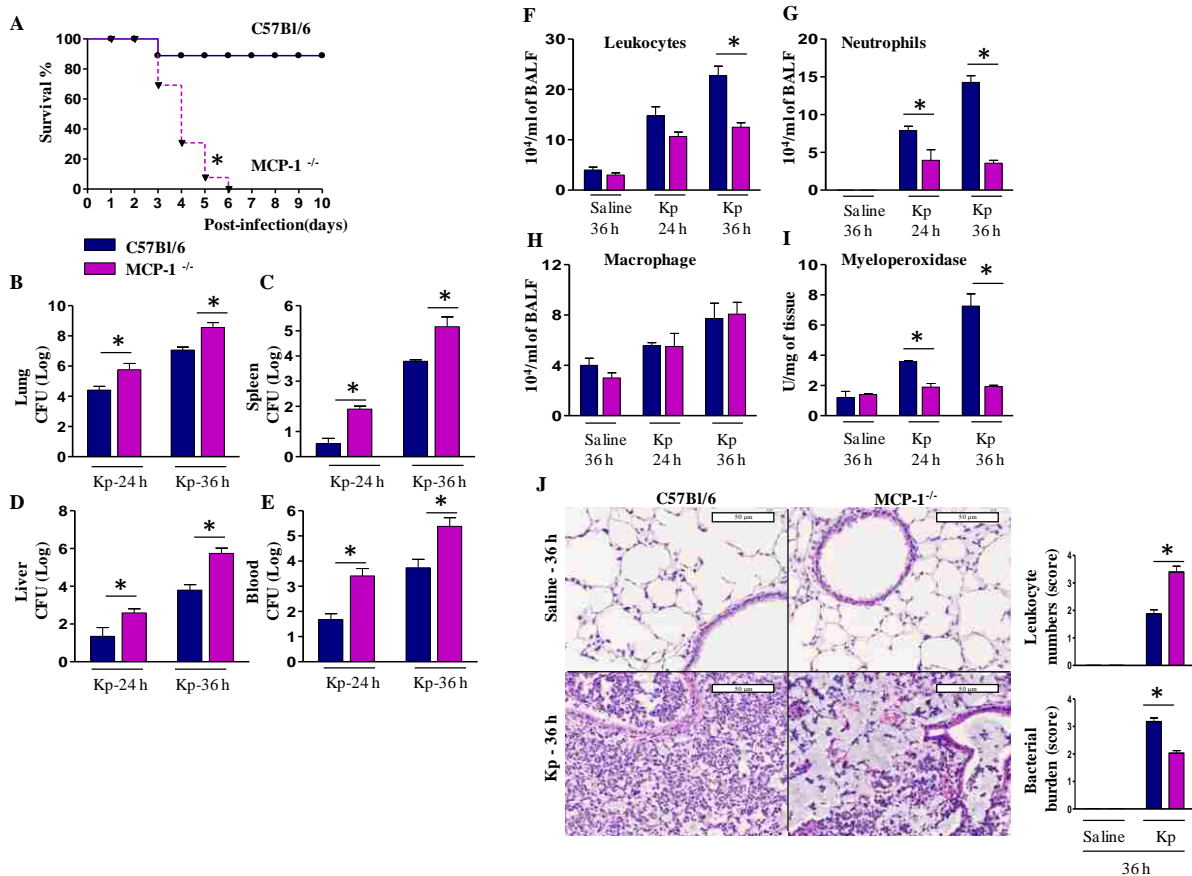 A
C57Bl/6
Survival %
100
80
60
40
20
0
*
MCP-1 -/-
0 1 2 3 4 5 6 7 8 9 10
Post-infection(days)
C57Bl/6
MCP-1 -/-
B
Lung
CFU (Log)
10
8
6
4
2
0
*
*
Kp-24 h
Kp-36 h
C
Spleen
CFU (Log)
6
5
4
3
2
1
0
*
*
Kp-24 h
Kp-36 h
D
Liver
CFU (Log)
8
6
4
2
0
*
*
Kp-24 h
Kp-36 h
E
Blood
CFU (Log)
6
5
4
3
2
1
0
*
*
Kp-24 h
Kp-36 h
F
Leukocytes
10⁴/ml of BALF
30
20
10
0
*
Saline Kp Kp
36 h 24 h 36 h
G
Neutrophils
10⁴/ml of BALF
20
15
10
5
0
*
*
Saline Kp Kp
36 h 24 h 36 h
H
Macrophage
10⁴/ml of BALF
12
8
4
0
Saline Kp Kp
36 h 24 h 36 h
I
Myeloperoxidase
U/mg of tissue
10
8
6
4
2
0
*
*
Saline Kp Kp
36 h 24 h 36 h
J
C57Bl/6
MCP-1-/-
Saline - 36 h
50 µm
50 µm
Kp - 36 h
50 µm
50 µm
Leukocyte
numbers (score)
4
3
2
1
0
*
Bacterial
burden (score)
4
3
2
1
0
*
Saline Kp
36 h